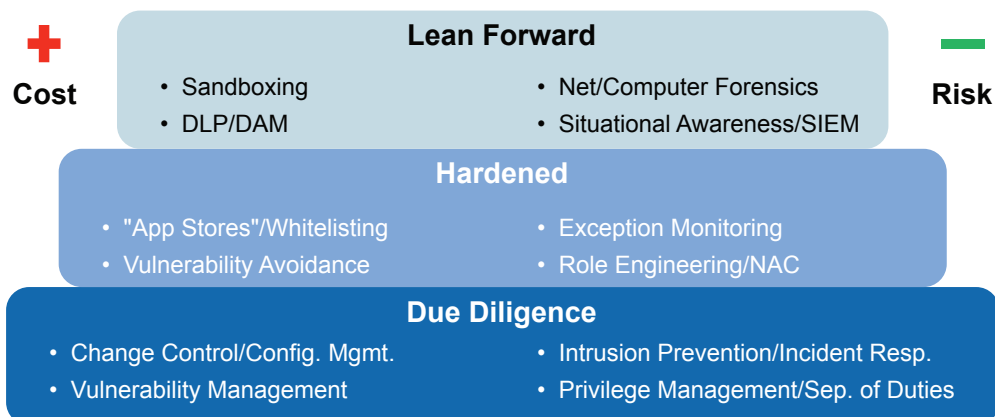 Lean Forward
+
Cost
−
Risk
• Sandboxing
• DLP/DAM
• Net/Computer Forensics
• Situational Awareness/SIEM
Hardened
• "App Stores"/Whitelisting
• Vulnerability Avoidance
• Exception Monitoring
• Role Engineering/NAC
Due Diligence
• Change Control/Config. Mgmt.
• Vulnerability Management
• Intrusion Prevention/Incident Resp.
• Privilege Management/Sep. of Duties